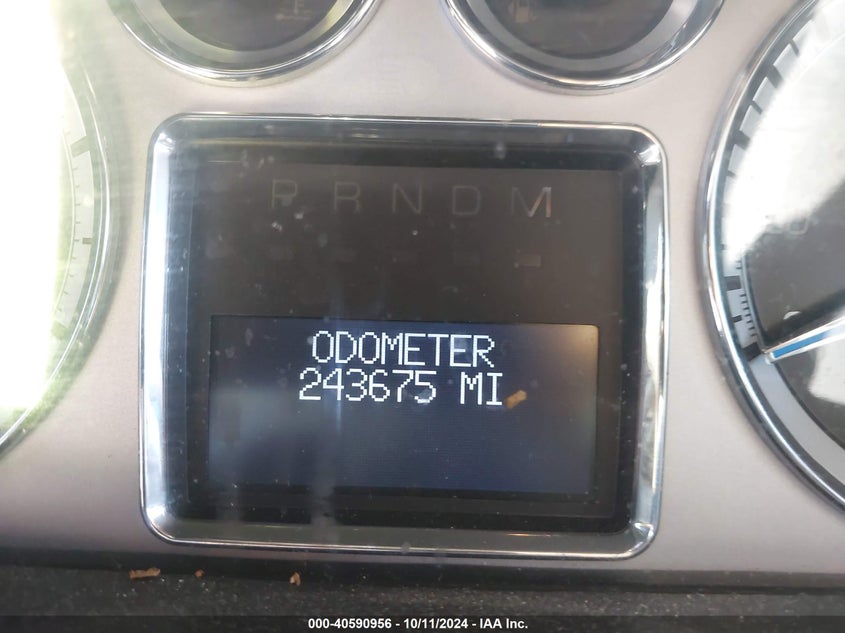 P R N D M
ODOMETER
243675 MI
000-40590956 - 10/11/2024 - IAA Inc.